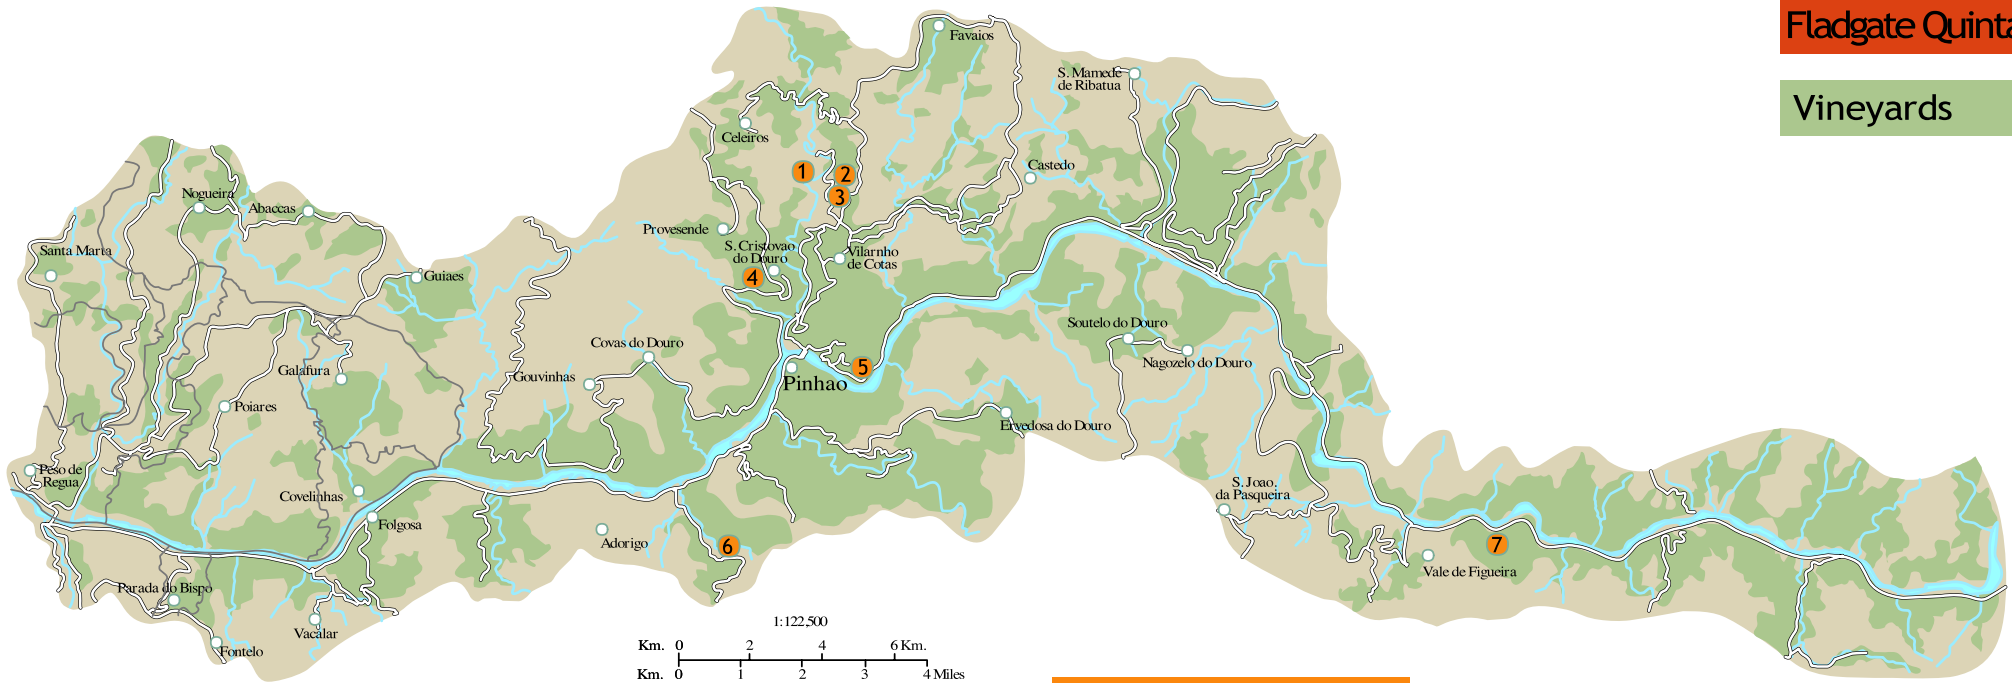 Fladgate Quinta
Vineyards
Favaios
S. Mamede
de Ribatua
Celeiros
Castedo
1
2
3
Nogueira
Abaccas
Provesende
S. Cristovao
do Douro
Vilarnho
de Cotas
Santa Marta
Guiaes
4
Soutelo do Douro
Covas do Douro
Nagozelo do Douro
Galafura
Gouvinhas
5
Pinhao
Poiares
Ervedosa do Douro
Peso de
Regua
Covelinhas
S. Joao.
da Pasqueira
Folgosa
Adorigo
6
7
Vale de Figueira
Parada do Bispo
Vacalar
Fontelo
1:122,500
Km. 0 2 4 6 Km.
Km. 0 1 2 3 4 Miles